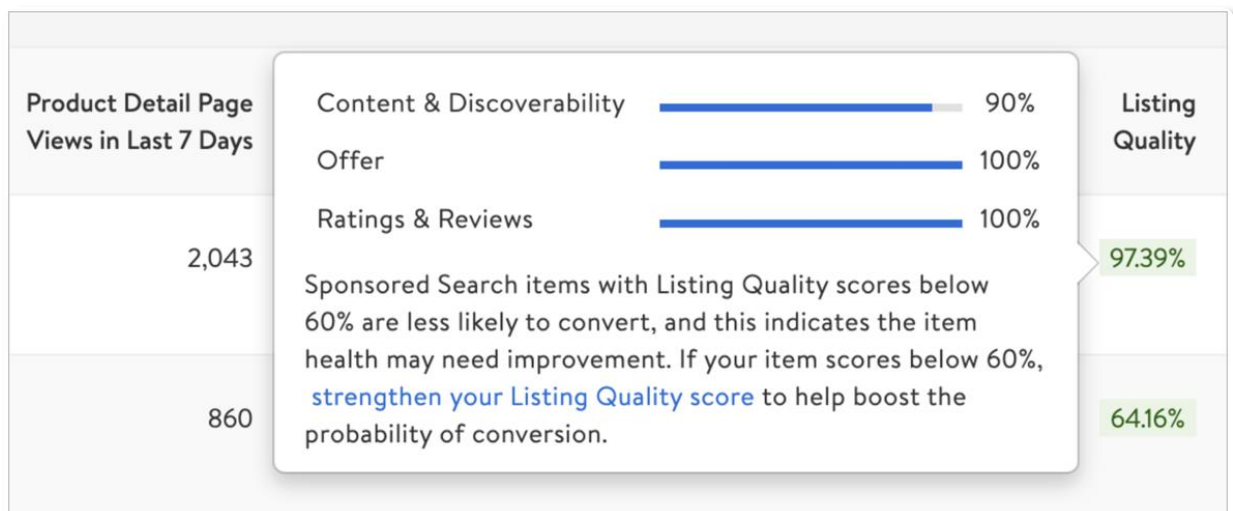 Product Detail Page
Views in Last 7 Days
Content & Discoverability 90%
Offer 100%
Ratings & Reviews 100%
Listing
Quality
2,043
97.39%
Sponsored Search items with Listing Quality scores below
60% are less likely to convert, and this indicates the item
health may need improvement. If your item scores below 60%,
strengthen your Listing Quality score to help boost the
probability of conversion.
860
64.16%